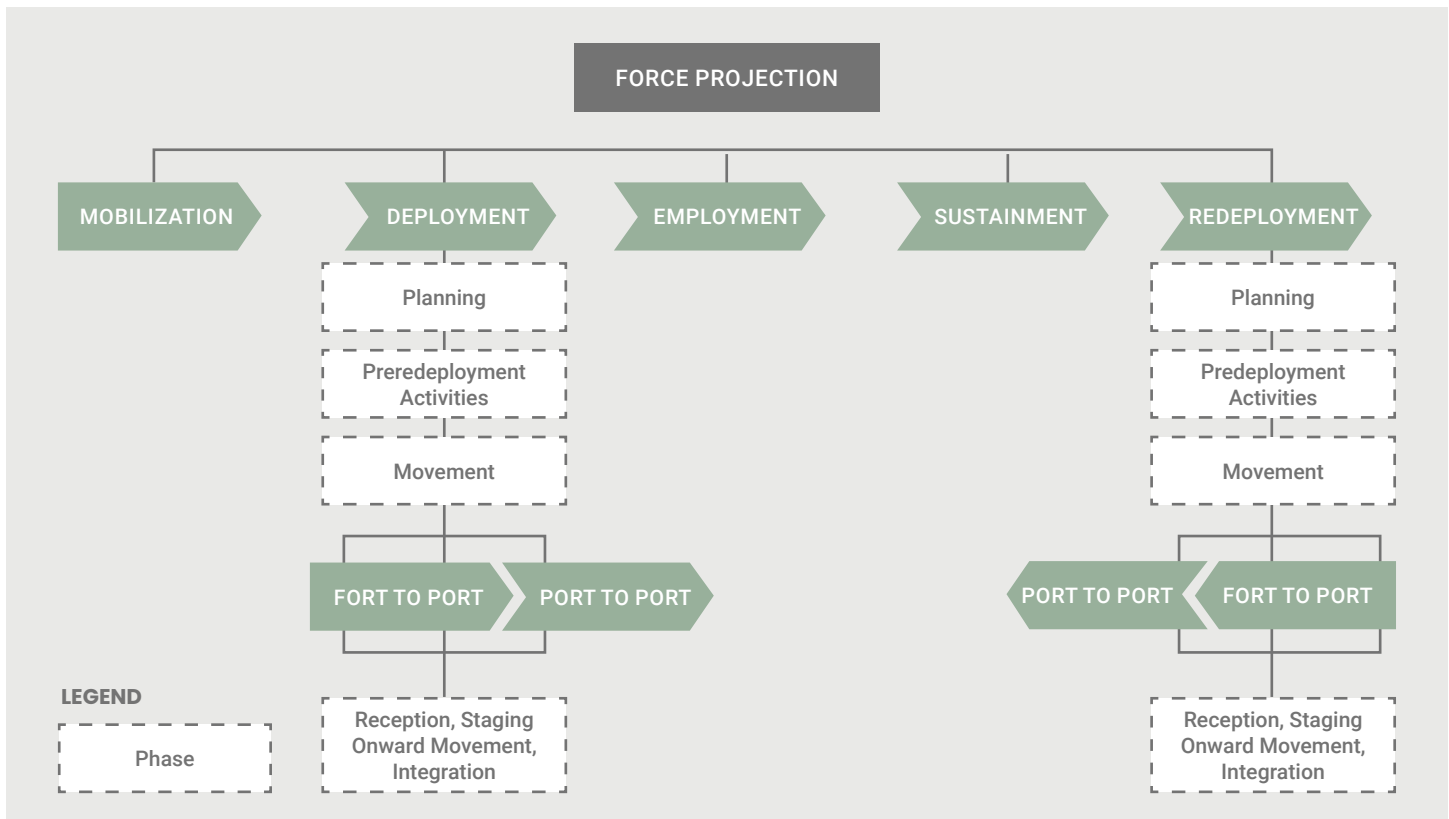 FORCE PROJECTION
MOBILIZATION
DEPLOYMENT
EMPLOYMENT
SUSTAINMENT
REDEPLOYMENT
Planning
Planning
Preredeployment
Activities
Predeployment
Activities
Movement
Movement
FORT TO PORT
PORT TO PORT
PORT TO PORT
FORT TO PORT
LEGEND
Phase
Reception, Staging
Onward Movement,
Integration
Reception, Staging
Onward Movement,
Integration